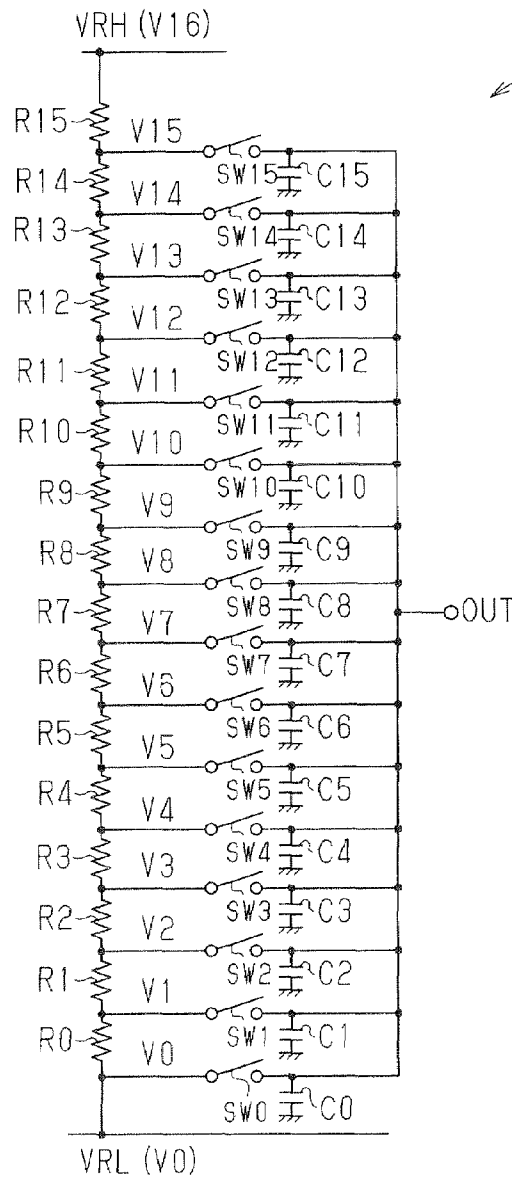 VRH (V16)
R15
V15
SW15
C15
R14
V14
SW14
C14
R13
V13
SW13
C13
R12
V12
SW12
C12
R11
V11
SW11
C11
R10
V10
SW10
C10
R9
V9
SW9
C9
R8
V8
SW8
C8
R7
V7
OUT
SW7
C7
R6
V6
SW6
C6
R5
V5
SW5
C5
R4
V4
SW4
C4
R3
V3
SW3
C3
R2
V2
SW2
C2
R1
V1
SW1
C1
R0
V0
SW0
C0
VRL (V0)